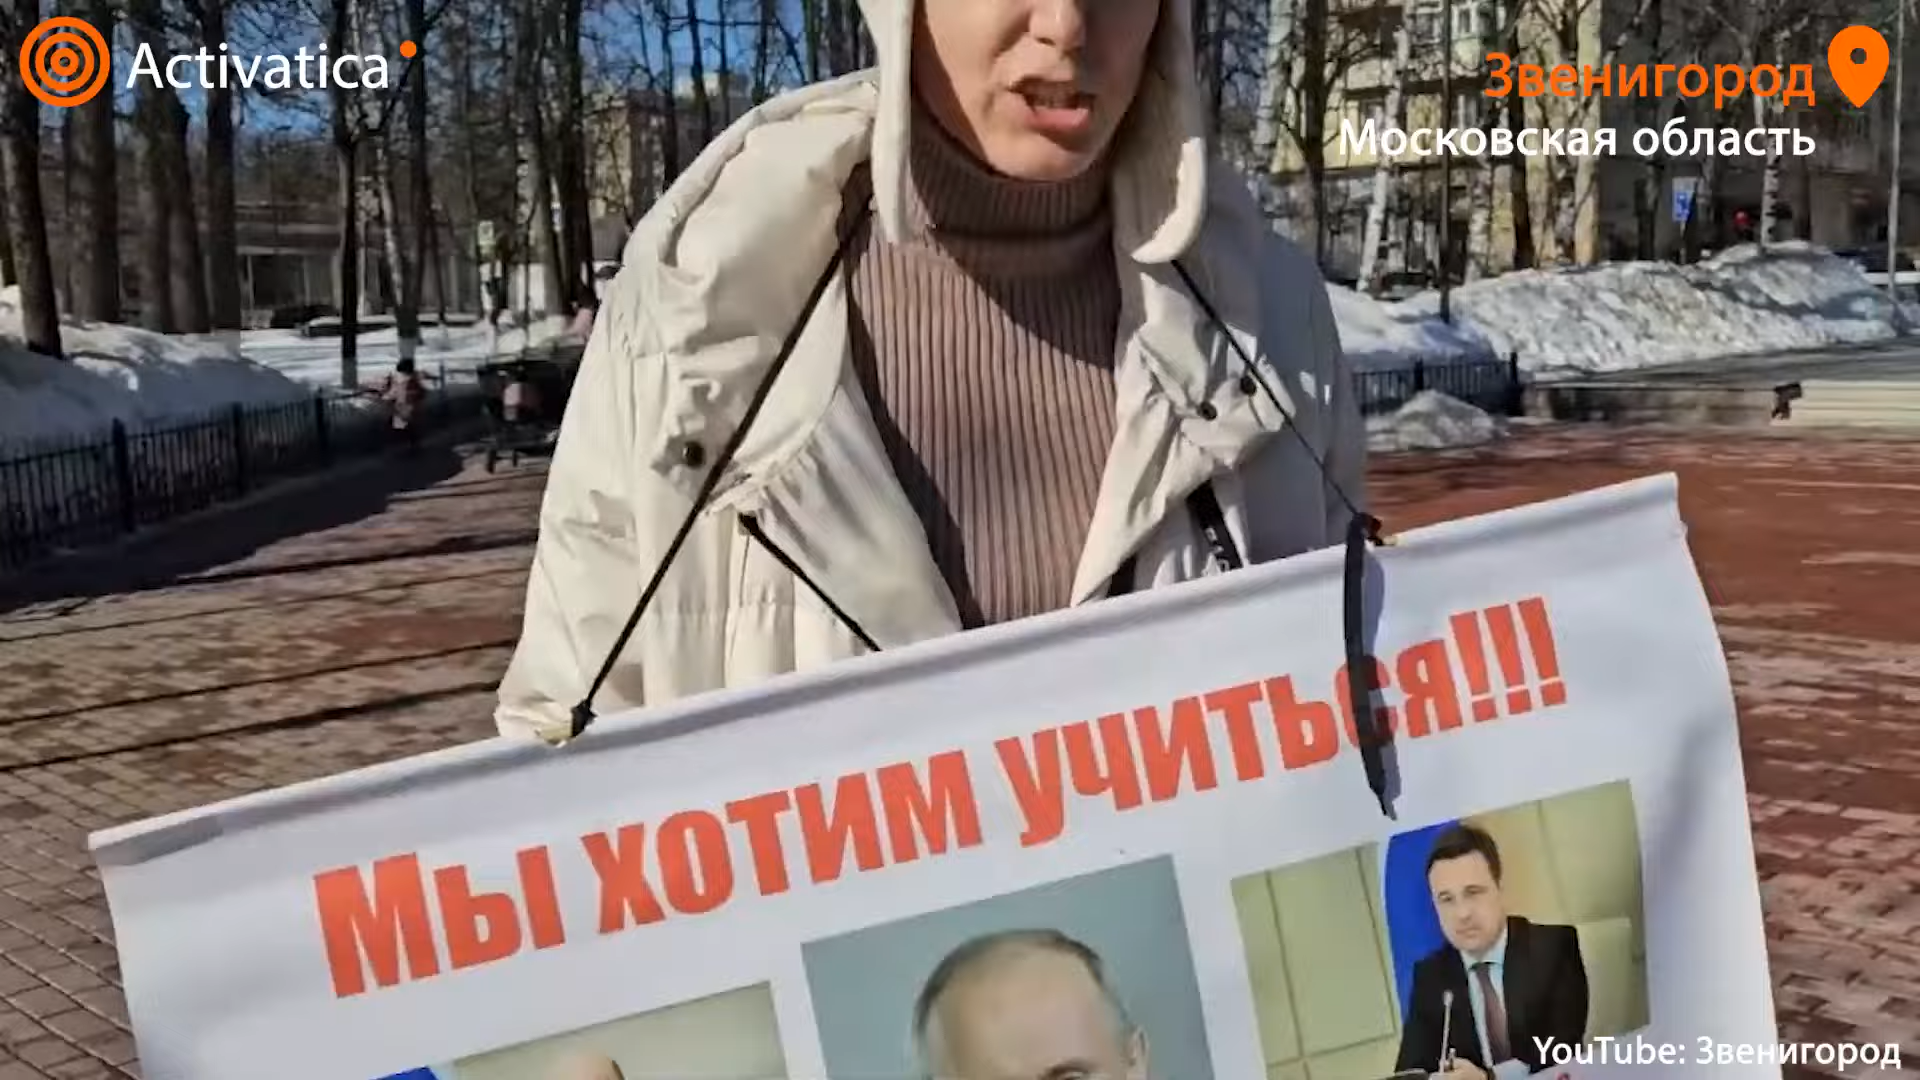 Activatica
Звенигород
Московская область
Мы хотим учиться!!!
YouTube: Звенигород